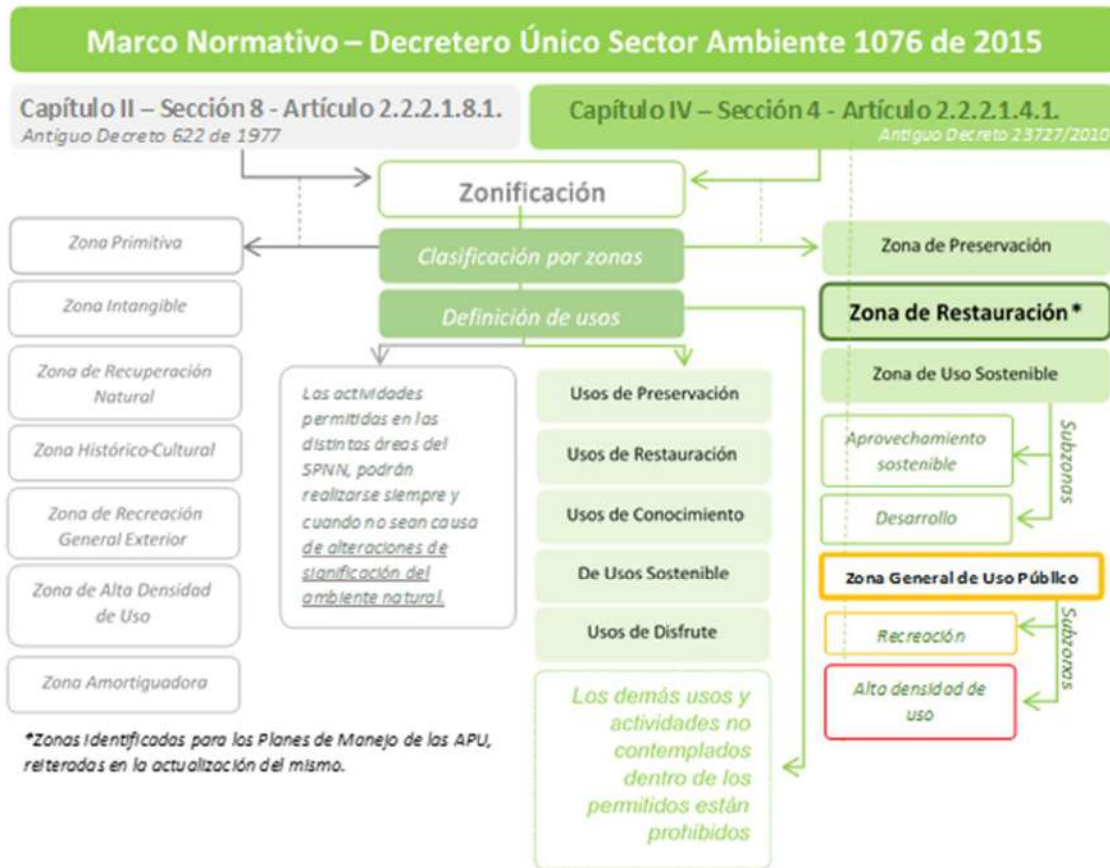 Marco Normativo – Decretero Único Sector Ambiente 1076 de 2015
Capítulo II – Sección 8 - Artículo 2.2.2.1.8.1.
Antiguo Decreto 622 de 1977
Capítulo IV – Sección 4 - Artículo 2.2.2.1.4.1.
Antiguo Decreto 23727/2010
Zonificación
Clasificación por zonas
Definición de usos
Zona Primitiva
Zona Intangible
Zona de Recuperación
Natural
Zona Histórico-Cultural
Zona de Recreación
General Exterior
Zona de Alta Densidad
de Uso
Zona Amortiguadora
Las actividades
permitidas en las
distintas áreas del
SPNN, podrán
realizarse siempre y
cuando no sean causa
de alteraciones de
significación del
ambiente natural.
Usos de Preservación
Usos de Restauración
Usos de Conocimiento
De Usos Sostenible
Usos de Disfrute
Los demás usos y
actividades no
contemplados
dentro de los
permitidos están
prohibidos
Zona de Preservación
Zona de Restauración*
Zona de Uso Sostenible
Aprovechamiento
sostenible
Desarrollo
Subzonas
Zona General de Uso Público
Recreación
Alta densidad de
uso
Subzonas
*Zonas identificadas para los Planes de Manejo de las APU,
reiteradas en la actualización del mismo.